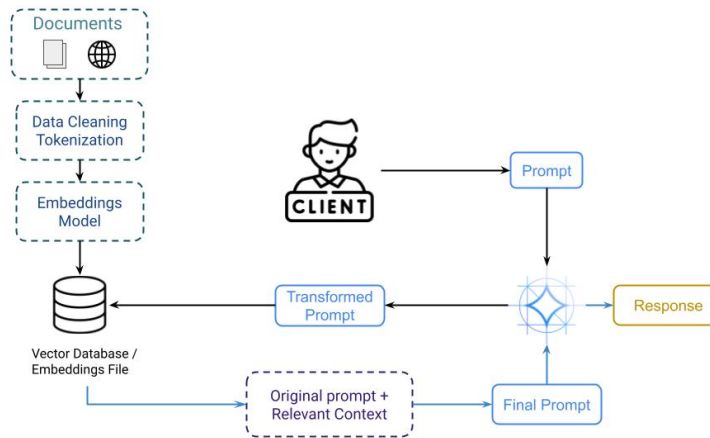 Documents
Data Cleaning
Tokenization
Embeddings
Model
CLIENT
Prompt
Transformed
Prompt
Response
Vector Database /
Embeddings File
Original prompt +
Relevant Context
Final Prompt